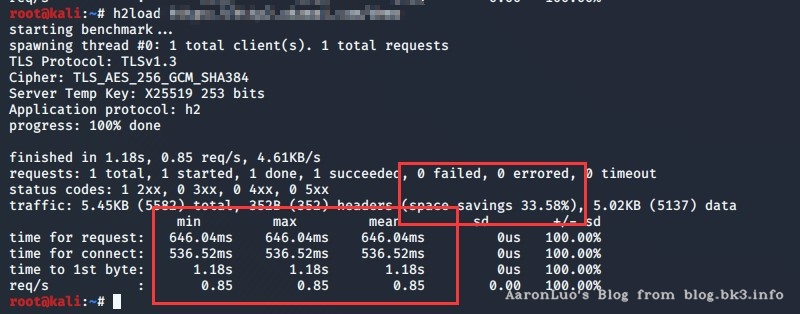 req/s 0.00 100.00%
root@kali:~# h2load
starting benchmark...
spawning thread #0: 1 total client(s). 1 total requests
TLS Protocol: TLSv1.3
Cipher: TLS_AES_256_GCM_SHA384
Server Temp Key: X25519 253 bits
Application protocol: h2
progress: 100% done
finished in 1.18s, 0.85 req/s, 4.61KB/s
requests: 1 total, 1 started, 1 done, 1 succeeded, 0 failed, 0 errored, 0 timeout
status codes: 1 2xx, 0 3xx, 0 4xx, 0 5xx
traffic: 5.45KB (5582) total, 352B (352) headers (space savings 33.58%), 5.02KB (5137) data
min max mean sd +/- sd
time for request: 646.04ms 646.04ms 646.04ms 0us 100.00%
time for connect: 536.52ms 536.52ms 536.52ms 0us 100.00%
time to 1st byte: 1.18s 1.18s 1.18s 0us 100.00%
req/s : 0.85 0.85 0.85 0.00 100.00%
root@kali:~#
AaronLuo's Blog from blog.bk3.info